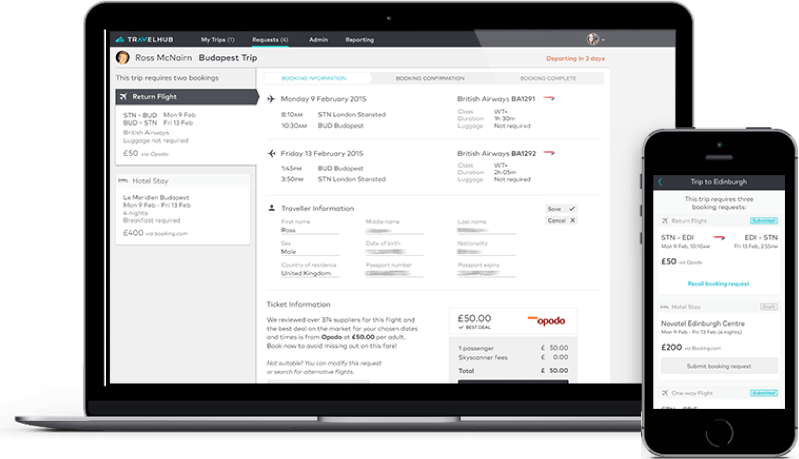 TRAVELHUB
My Trips (1)
Requests (6)
Admin
Reporting
Ross McNairn Budapest Trip
Departing in 3 days
This trip requires two bookings
Return Flight
STN > BUD Mon 9 Feb
BUD > STN Fri 13 Feb
British Airways
Luggage not required
£50 via Opodo
Hotel Stay
Le Meridien Budapest
Mon 9 Feb - Fri 13 Feb
4 nights
Breakfast required
£400 via booking.com
BOOKING INFORMATION
BOOKING CONFIRMATION
BOOKING COMPLETE
Monday 9 February 2015
8:10AM STN London Stansted
10:30AM BUD Budapest
British Airways BA1291
Class WT+
Duration 1h 30m
Luggage Not required
Friday 13 February 2015
1:45PM BUD Budapest
3:50PM STN London Stansted
British Airways BA1292
Class WT+
Duration 2h 05m
Luggage Not required
Traveller Information
Save
Cancel
First name
Ross
Middle name
Last name
Sex
Male
Date of birth
Nationality
Country of residence
United Kingdom
Passport number
Passport expiry
Ticket Information
We reviewed over 374 suppliers for this flight and
the best deal on the market for your chosen dates
and times is from Opodo at £50.00 per adult.
Book now to avoid missing out on this fare!
Not suitable? You can modify this request
or search for alternative flights.
£50.00
BEST DEAL
opodo
1 passenger £ 50.00
Skyscanner fees £ 0.00
Total £ 50.00
Trip to Edinburgh
This trip requires three
booking requests:
Return Flight
Submitted
STN > EDI
EDI > STN
Mon 9 Feb, 10:10AM
Fri 13 Feb, 2:55PM
£50 via Opodo
Recall booking request
Hotel Stay
Draft
Novotel Edinburgh Centre
Mon 9 Feb - Fri 13 Feb (4 nights)
£200 via Booking.com
Submit booking request
One way Flight
Submitted